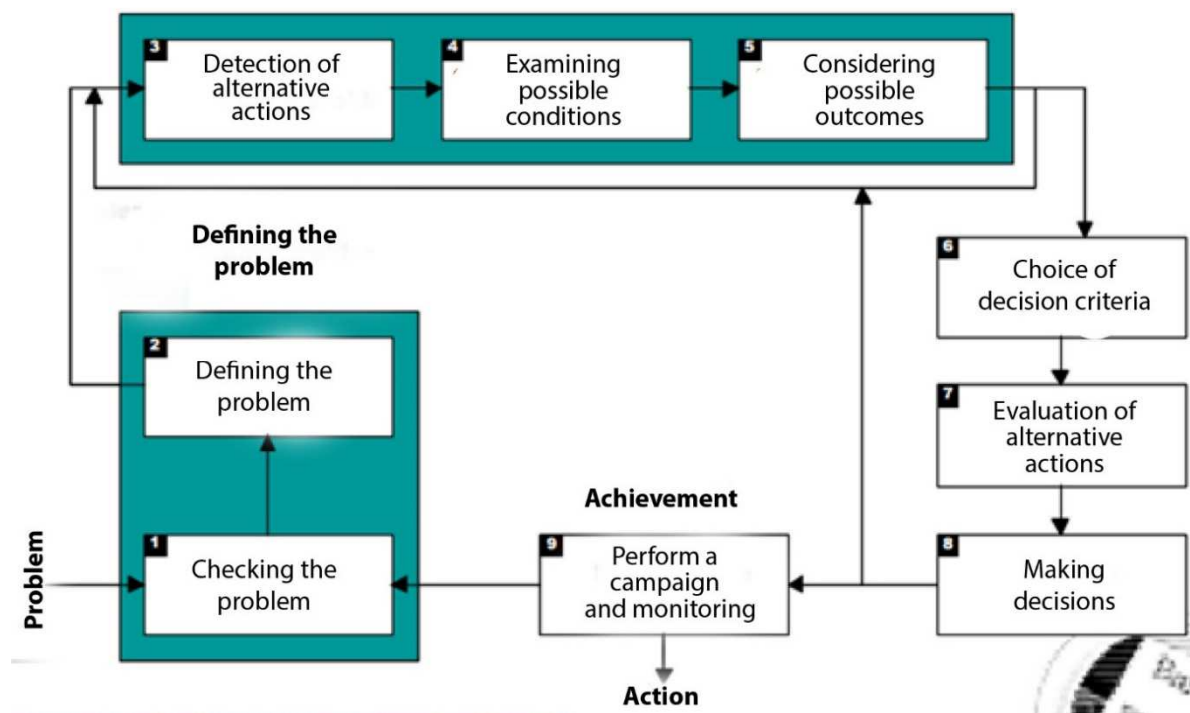 3
Detection of
alternative
actions
4
Examining
possible
conditions
5
Considering
possible
outcomes
Defining the
problem
6
Choice of
decision criteria
2
Defining the
problem
7
Evaluation of
alternative
actions
Achievement
Problem
1
Checking the
problem
9
Perform a
campaign
and monitoring
8
Making
decisions
Action